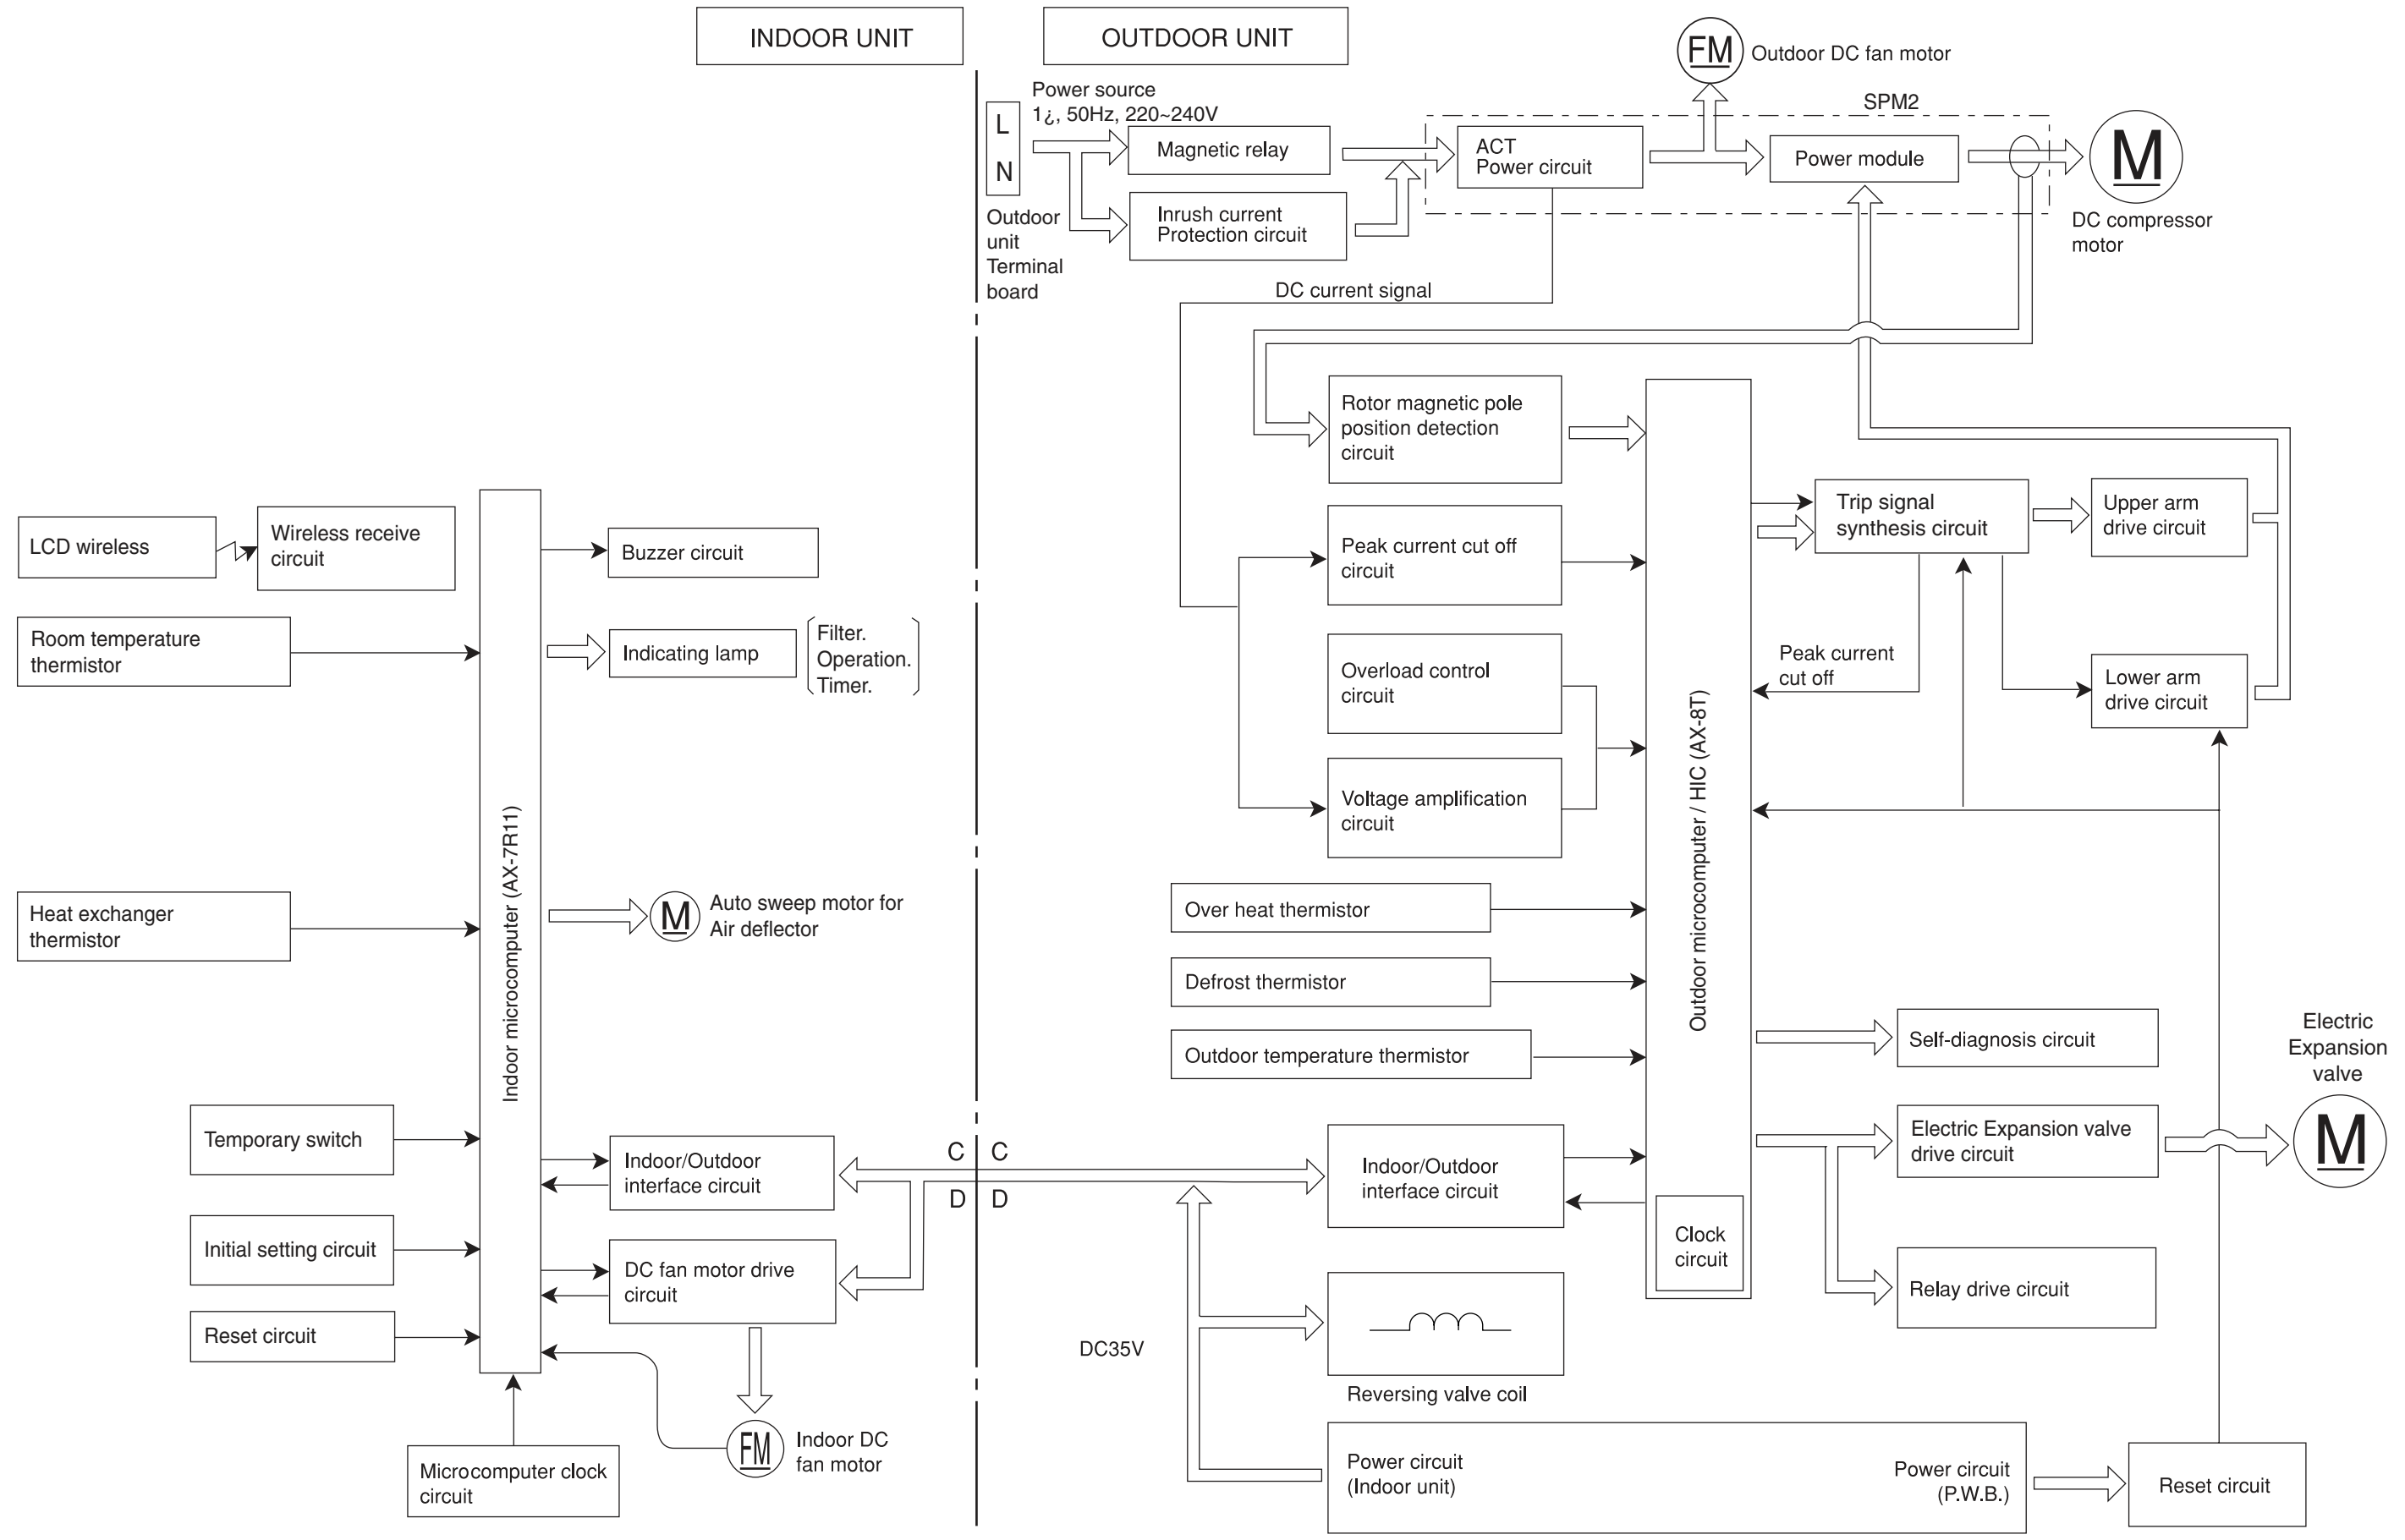 INDOOR UNIT
OUTDOOR UNIT
FM
Outdoor DC fan motor
Power source
1¿, 50Hz, 220~240V
SPM2
L
N
Magnetic relay
ACT
Power circuit
Power module
M
Outdoor
unit
Terminal
board
Inrush current
Protection circuit
DC compressor
motor
DC current signal
Rotor magnetic pole
position detection
circuit
Trip signal
synthesis circuit
Upper arm
drive circuit
Peak current cut off
circuit
Overload control
circuit
Peak current
cut off
Lower arm
drive circuit
Voltage amplification
circuit
Outdoor microcomputer / HIC (AX-8T)
Over heat thermistor
Defrost thermistor
Outdoor temperature thermistor
Self-diagnosis circuit
Electric
Expansion
valve
M
Electric Expansion valve
drive circuit
Relay drive circuit
Indoor/Outdoor
interface circuit
Clock
circuit
Reversing valve coil
DC35V
Power circuit
(Indoor unit)
Power circuit
(P.W.B.)
Reset circuit
LCD wireless
Wireless receive
circuit
Buzzer circuit
Room temperature
thermistor
Indicating lamp
Filter.
Operation.
Timer.
Indoor microcomputer (AX-7R11)
Heat exchanger
thermistor
M
Auto sweep motor for
Air deflector
Temporary switch
Indoor/Outdoor
interface circuit
C C
D D
Initial setting circuit
DC fan motor drive
circuit
Reset circuit
FM
Indoor DC
fan motor
Microcomputer clock
circuit